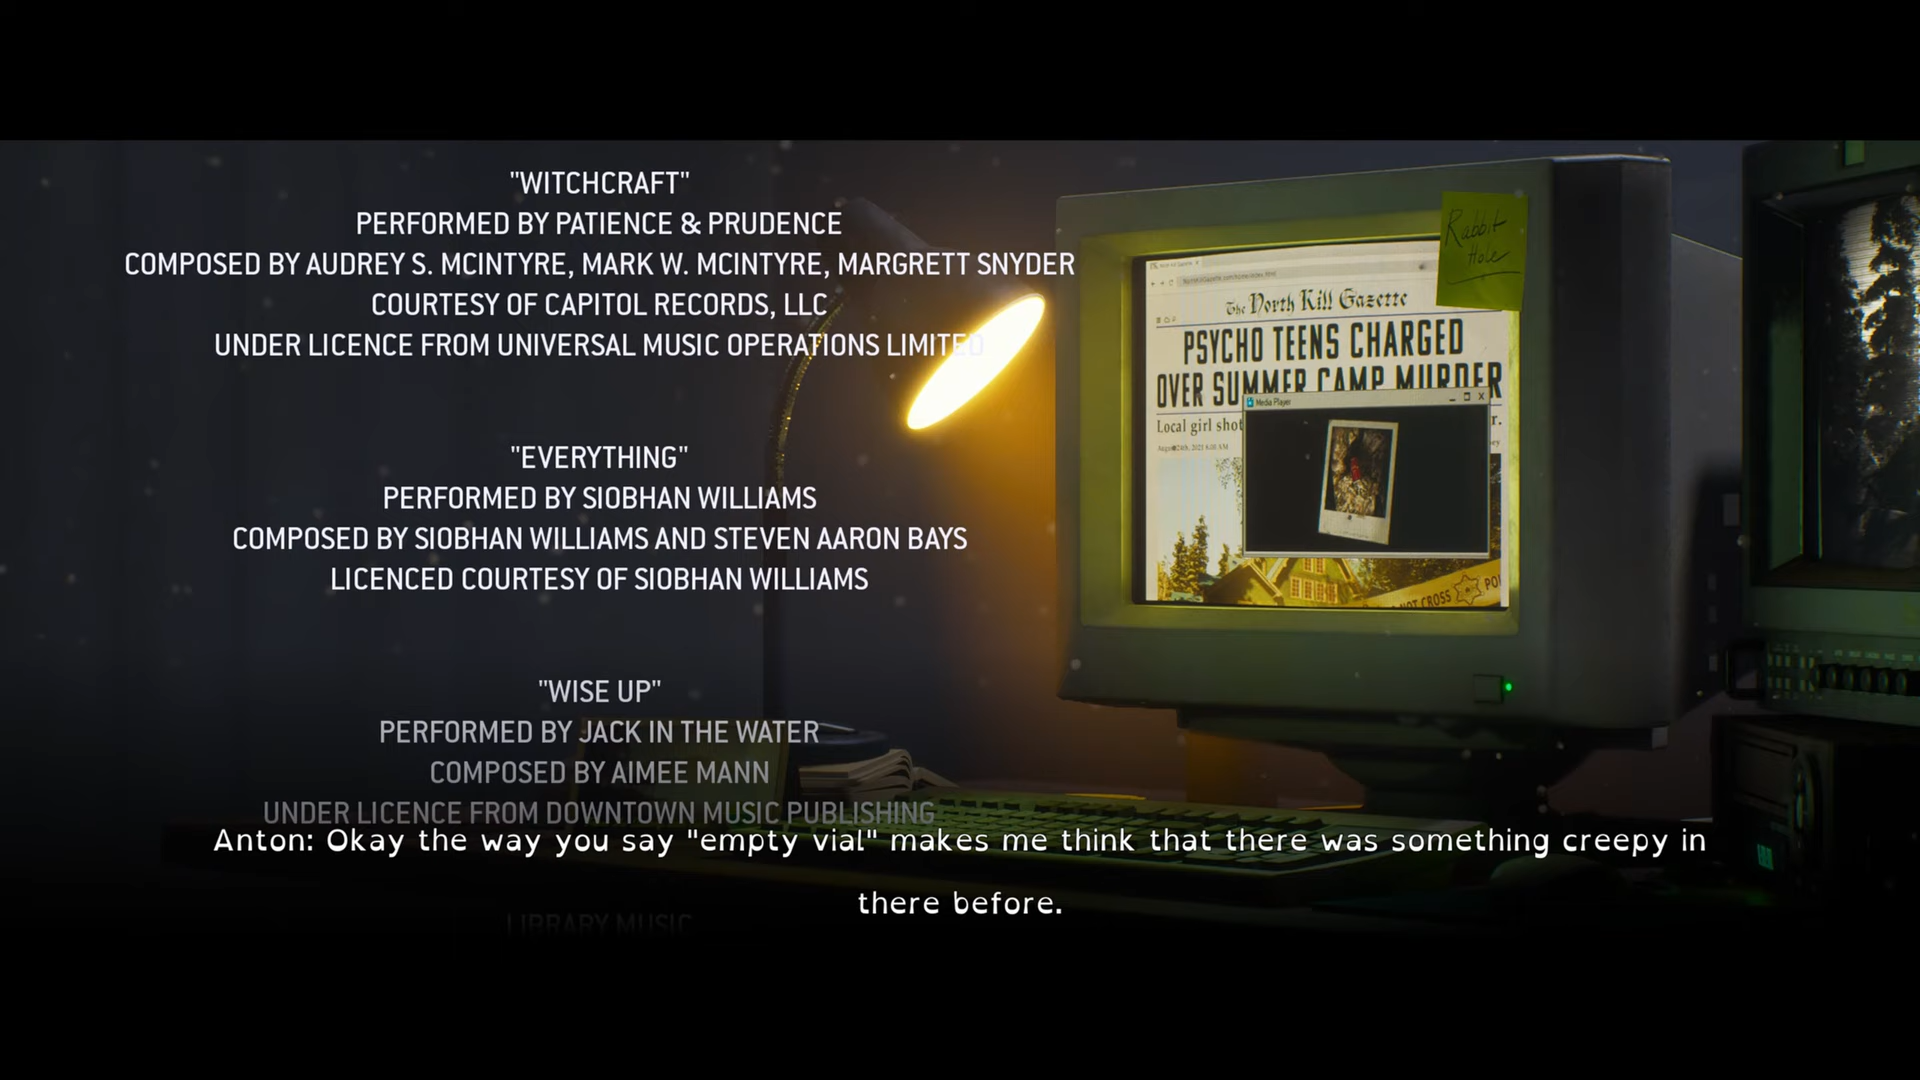 "WITCHCRAFT"
PERFORMED BY PATIENCE & PRUDENCE
COMPOSED BY AUDREY S. MCINTYRE, MARK W. MCINTYRE, MARGRETT SNYDER
COURTESY OF CAPITOL RECORDS, LLC
UNDER LICENCE FROM UNIVERSAL MUSIC OPERATIONS LIMITED
"EVERYTHING"
PERFORMED BY SIOBHAN WILLIAMS
COMPOSED BY SIOBHAN WILLIAMS AND STEVEN AARON BAYS
LICENCED COURTESY OF SIOBHAN WILLIAMS
"WISE UP"
PERFORMED BY JACK IN THE WATER
COMPOSED BY AIMEE MANN
UNDER LICENCE FROM DOWNTOWN MUSIC PUBLISHING
LIBRARY MUSIC
Rabbit
Hole
The North Kill Gazette
PSYCHO TEENS CHARGED
OVER SUMMER CAMP MURDER
Local girl shot
Media Player
NOT CROSS
Anton: Okay the way you say "empty vial" makes me think that there was something creepy in
there before.